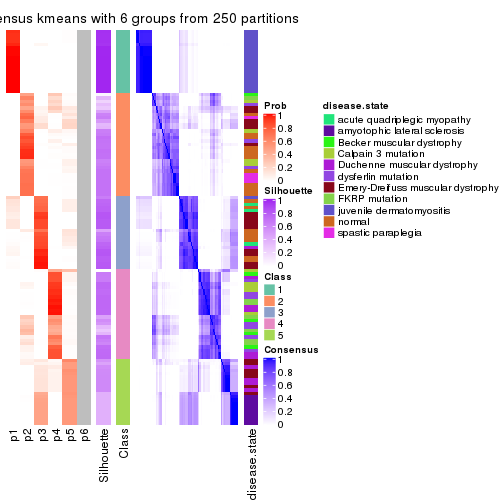 ensus kmeans with 6 groups from 250 partitions
Prob
1
0.8
0.6
0.4
0.2
0
Silhouette
1
0.8
0.6
0.4
0.2
0
Class
1
2
3
4
5
Consensus
1
0.8
0.6
0.4
0.2
0
disease.state
acute quadriplegic myopathy
amyotophic lateral sclerosis
Becker muscular dystrophy
Calpain 3 mutation
Duchenne muscular dystrophy
dysferlin mutation
Emery-Dreifuss muscular dystrophy
FKRP mutation
juvenile dermatomyositis
normal
spastic paraplegia
p1
p2
p3
p4
p5
p6
Silhouette
Class
disease.state